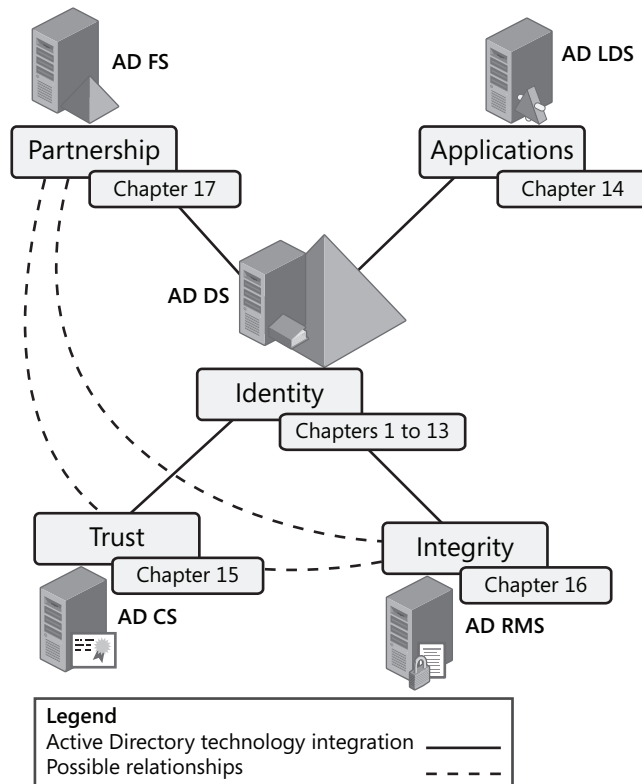 AD FS
AD LDS
Partnership
Applications
Chapter 17
Chapter 14
AD DS
Identity
Chapters 1 to 13
Trust
Integrity
Chapter 15
Chapter 16
AD CS
AD RMS
Legend
Active Directory technology integration
Possible relationships